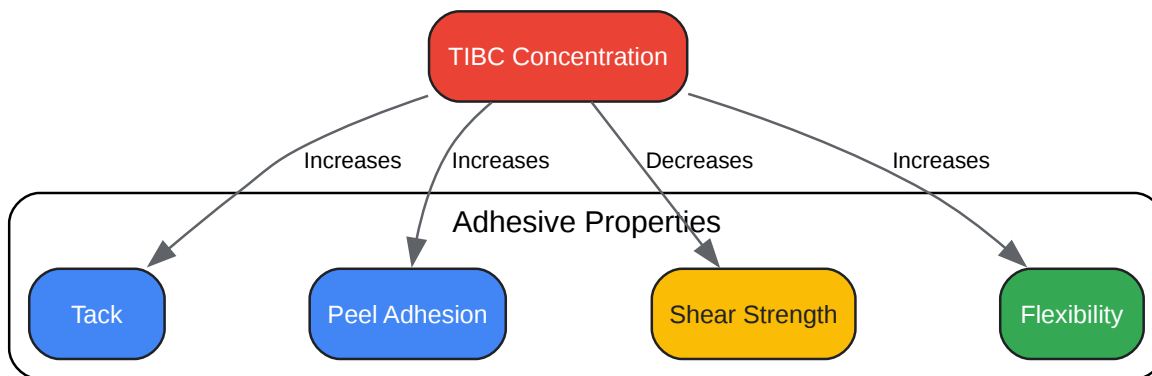 TIBC Concentration
Increases
Increases
Decreases
Increases
Adhesive Properties
Tack
Peel Adhesion
Shear Strength
Flexibility